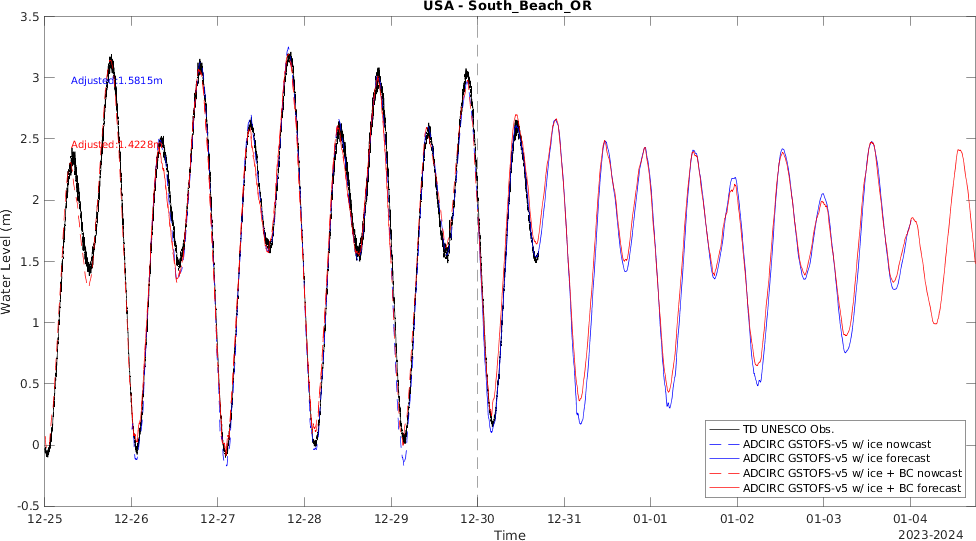 USA - South_Beach_OR
3.5
3
2.5
2
1.5
1
0.5
0
-0.5
Water Level (m)
Adjusted:1.5815m
Adjusted:1.4228m
TD UNESCO Obs.
ADCIRC GSTOFS-v5 w/ ice nowcast
ADCIRC GSTOFS-v5 w/ ice forecast
ADCIRC GSTOFS-v5 w/ ice + BC nowcast
ADCIRC GSTOFS-v5 w/ ice + BC forecast
12-25 12-26 12-27 12-28 12-29 12-30 12-31 01-01 01-02 01-03 01-04
Time
2023-2024